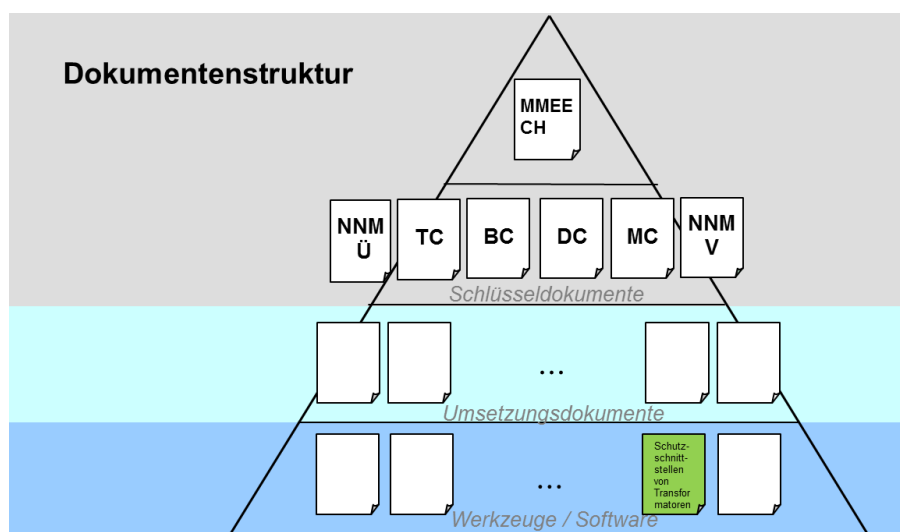 Dokumentenstruktur
MMEE
CH
NNM
Ü
TC
BC
DC
MC
NNM
V
Schlüsseldokumente
...
Umsetzungsdokumente
...
Schutz-
schnitt-
stellen
von
Transfor
matoren
Werkzeuge / Software